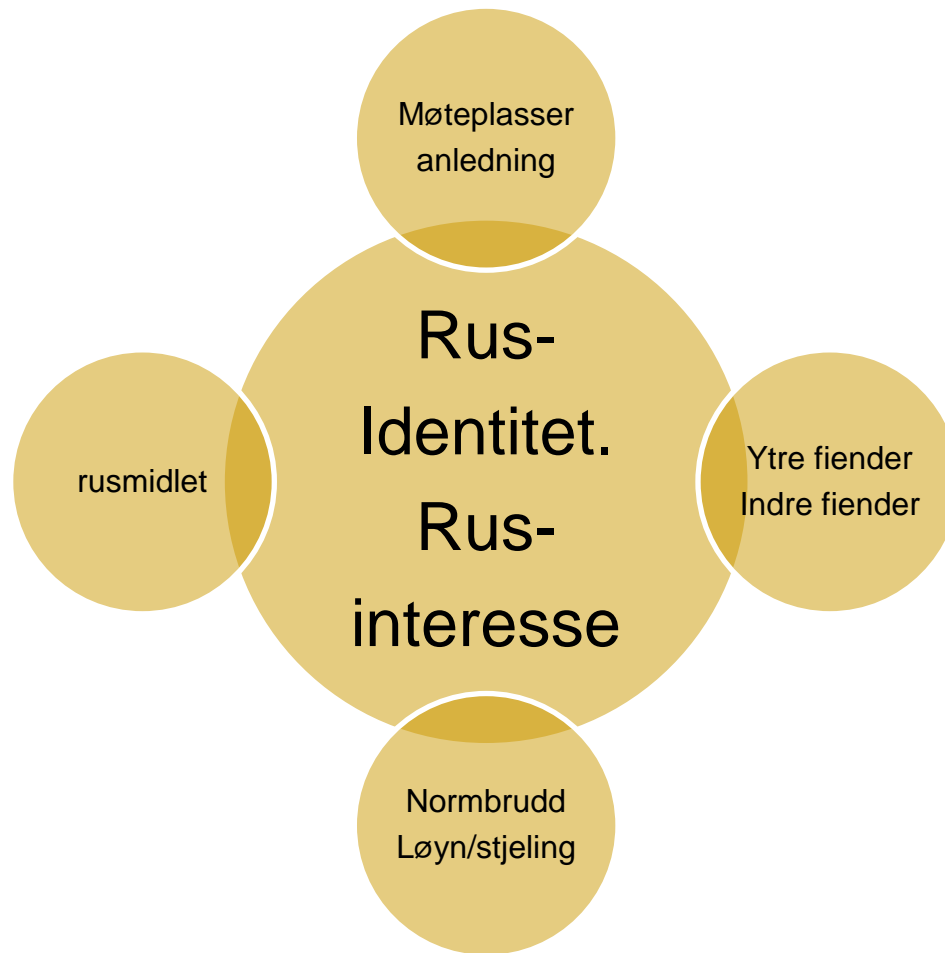 Møteplasser
anledning
Rus-
Identitet.
Rus-
interesse
rusmidlet
Ytre fiender
Indre fiender
Normbrudd
Løyn/stjeling